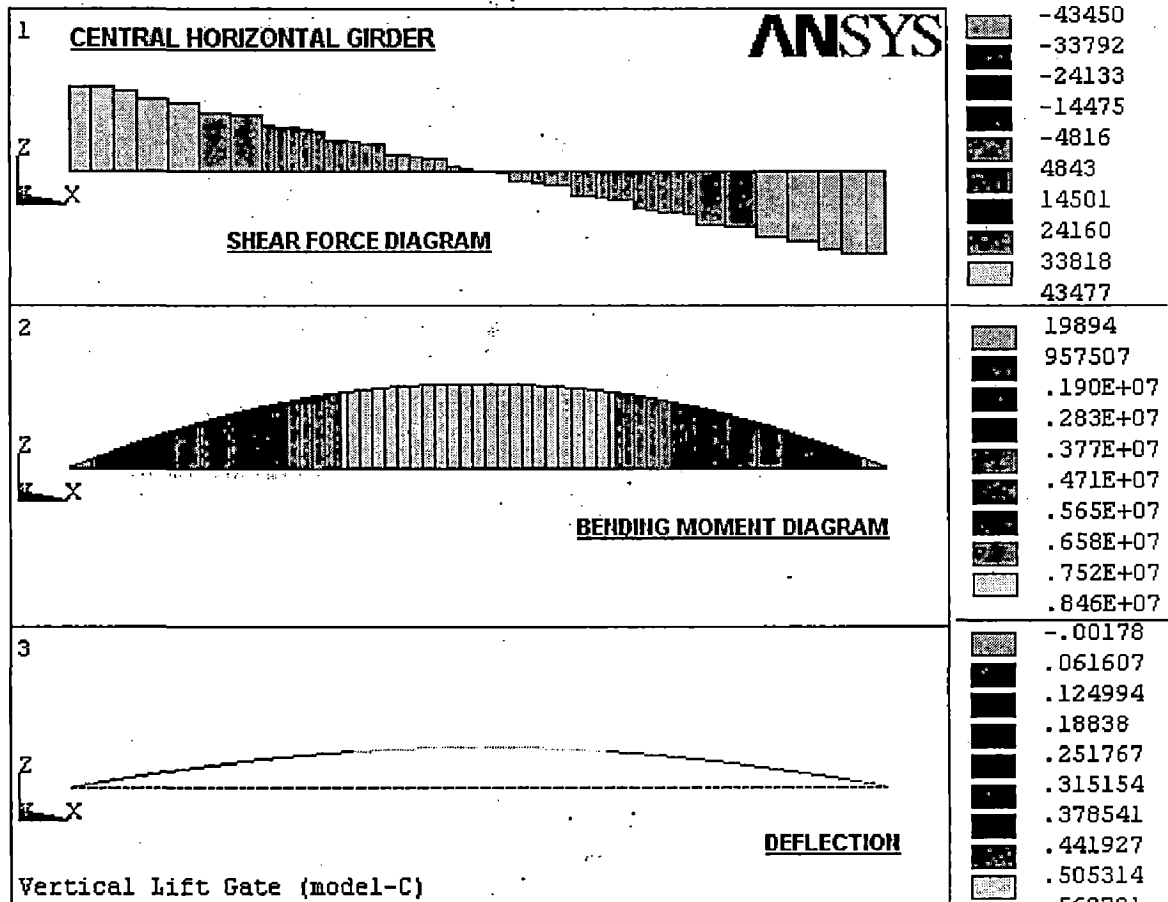 1
CENTRAL HORIZONTAL GIRDER
ANSYS
Z
X
SHEAR FORCE DIAGRAM
-43450
-33792
-24133
-14475
-4816
4843
14501
24160
33818
43477
2
Z
X
BENDING MOMENT DIAGRAM
19894
957507
.190E+07
.283E+07
.377E+07
.471E+07
.565E+07
.658E+07
.752E+07
.846E+07
3
Z
X
DEFLECTION
Vertical Lift Gate (model-C)
-.00178
.061607
.124994
.18838
.251767
.315154
.378541
.441927
.505314